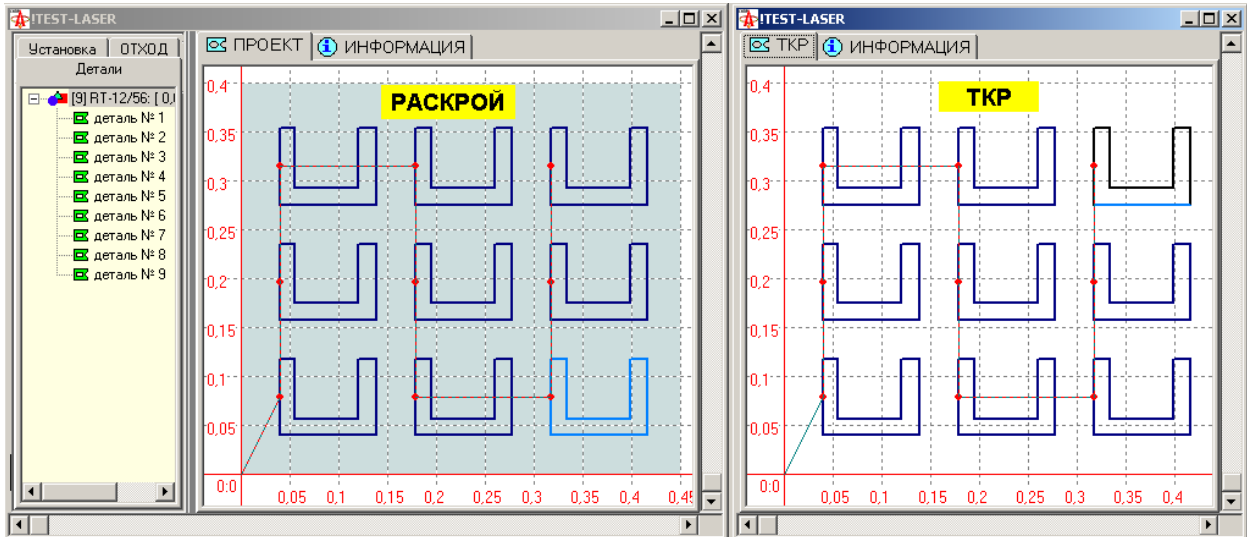 !TEST-LASER
Установка
ОТХОД
Детали
[9] RT-12/56: [ 0,
деталь № 1
деталь № 2
деталь № 3
деталь № 4
деталь № 5
деталь № 6
деталь № 7
деталь № 8
деталь № 9
ПРОЕКТ
ИНФОРМАЦИЯ
РАСКРОЙ
0,4
0,35
0,3
0,25
0,2
0,15
0,1
0,05
0:0
0,05 0,1 0,15 0,2 0,25 0,3 0,35 0,4 0,45
!TEST-LASER
ТКР
ИНФОРМАЦИЯ
ТКР
0,4
0,35
0,3
0,25
0,2
0,15
0,1
0,05
0:0
0,05 0,1 0,15 0,2 0,25 0,3 0,35 0,4